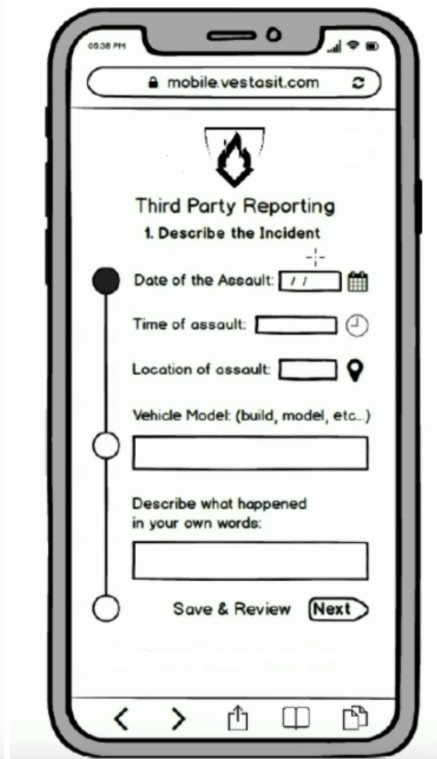 05:38 PM
mobile.vestasit.com
Third Party Reporting
1. Describe the Incident
Date of the Assault: / /
Time of assault:
Location of assault:
Vehicle Model: (build, model, etc...)
Describe what happened
in your own words:
Save & Review Next